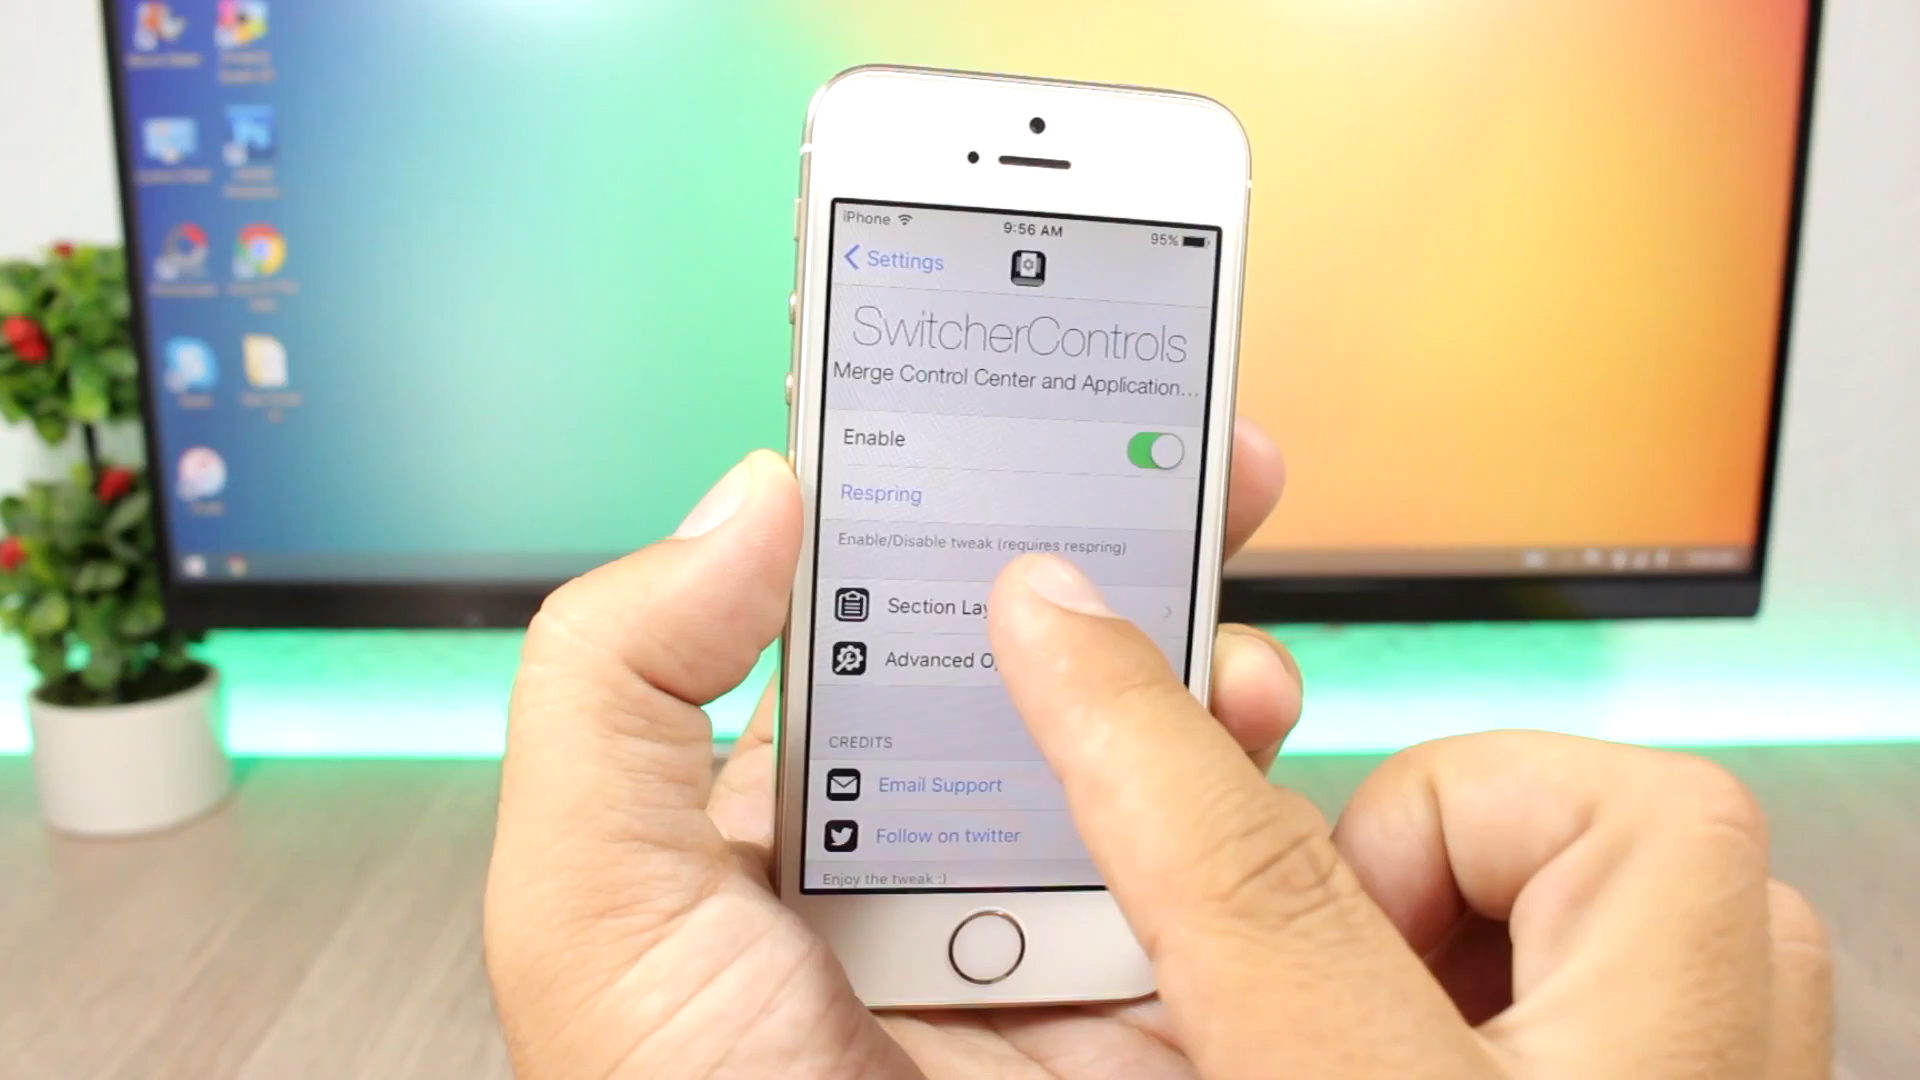 iPhone
9:56 AM
95%
Settings
SwitcherControls
Merge Control Center and Application...
Enable
Respring
Enable/Disable tweak (requires respring)
Section
Advanced
CREDITS
Email Support
Follow on twitter
Enjoy the tweak :)